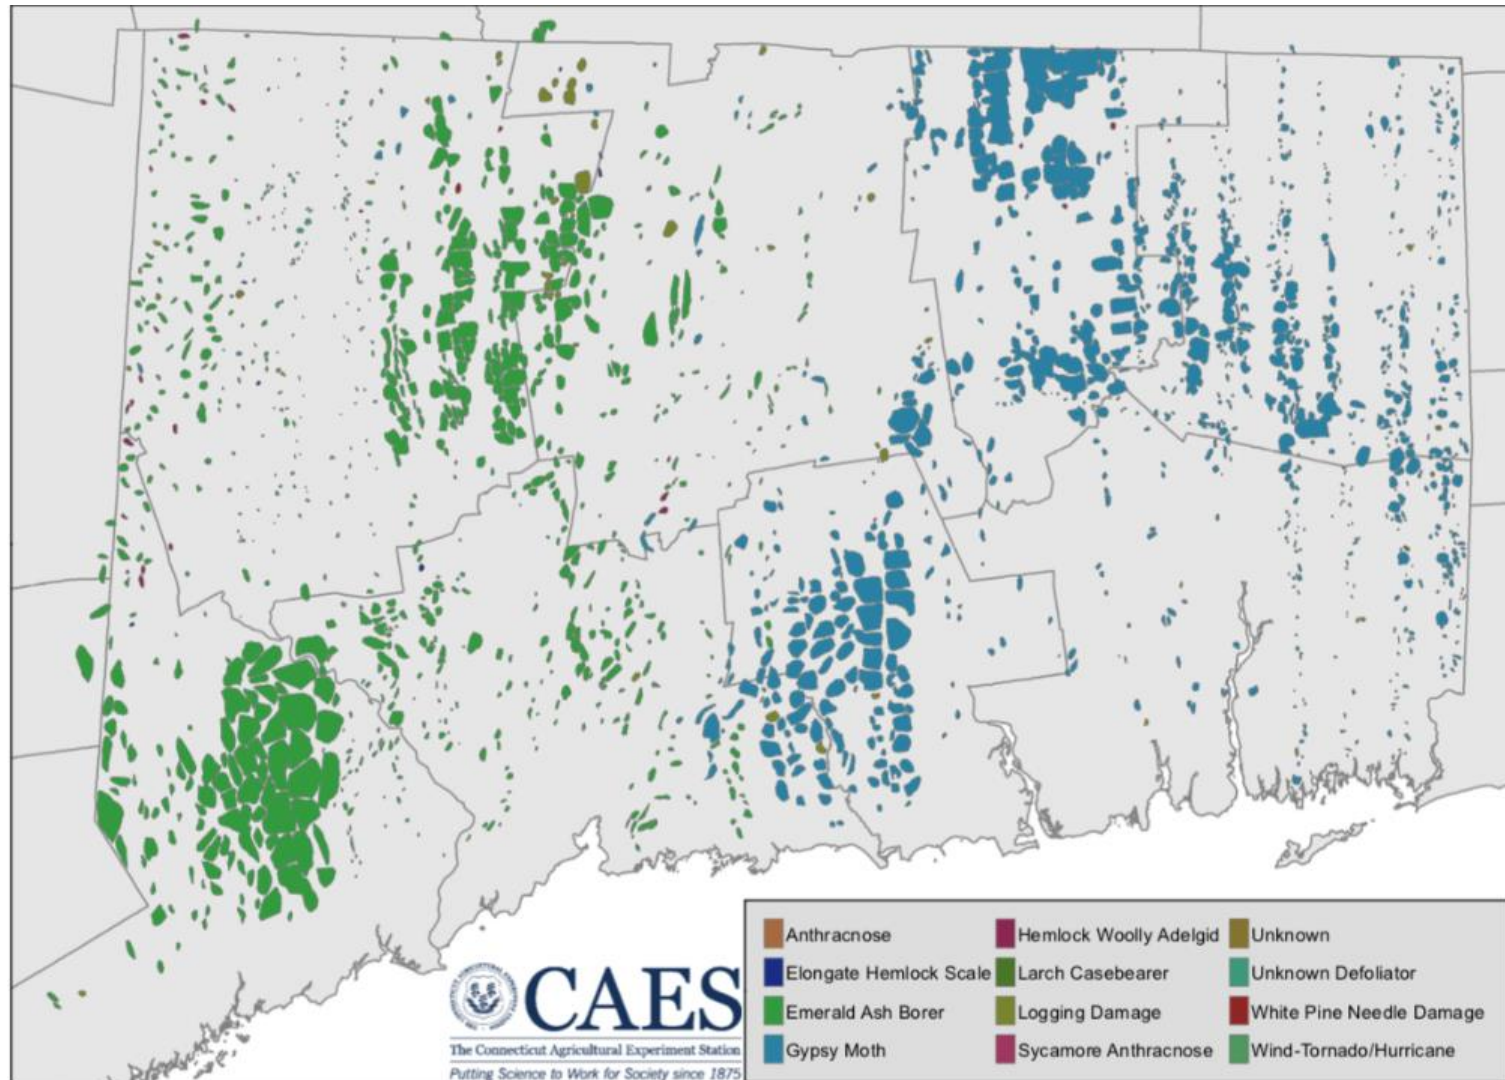 Anthracnose
Hemlock Woolly Adelgid
Unknown
Elongate Hemlock Scale
Larch Casebearer
Unknown Defoliator
Emerald Ash Borer
Logging Damage
White Pine Needle Damage
Gypsy Moth
Sycamore Anthracnose
Wind-Tornado/Hurricane
CAES
The Connecticut Agricultural Experiment Station
Putting Science to Work for Society since 1875